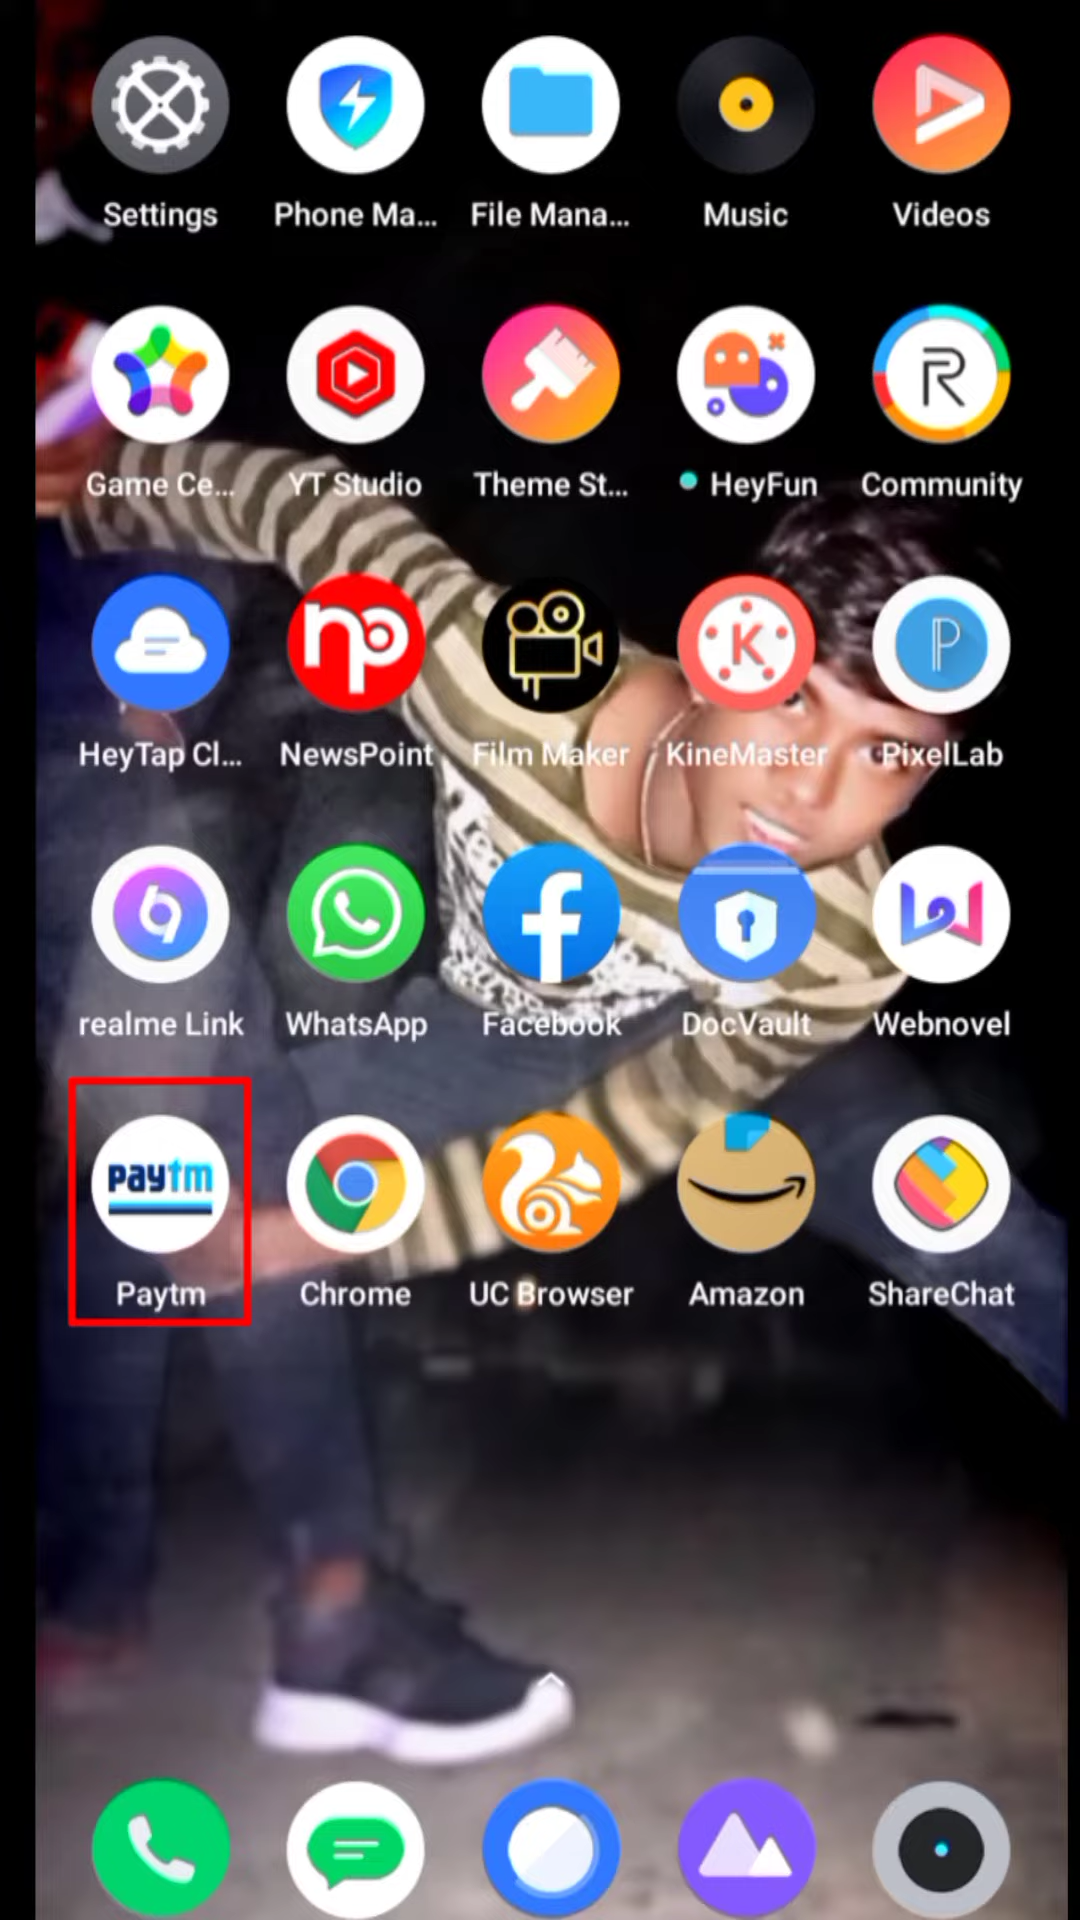 Settings Phone Ma... File Mana... Music Videos
Game Ce... YT Studio Theme St... HeyFun Community
R
np
K
P
HeyTap Cl... NewsPoint Film Maker KineMaster PixelLab
f
realme Link WhatsApp Facebook DocVault Webnovel
paytm
Paytm Chrome UC Browser Amazon ShareChat